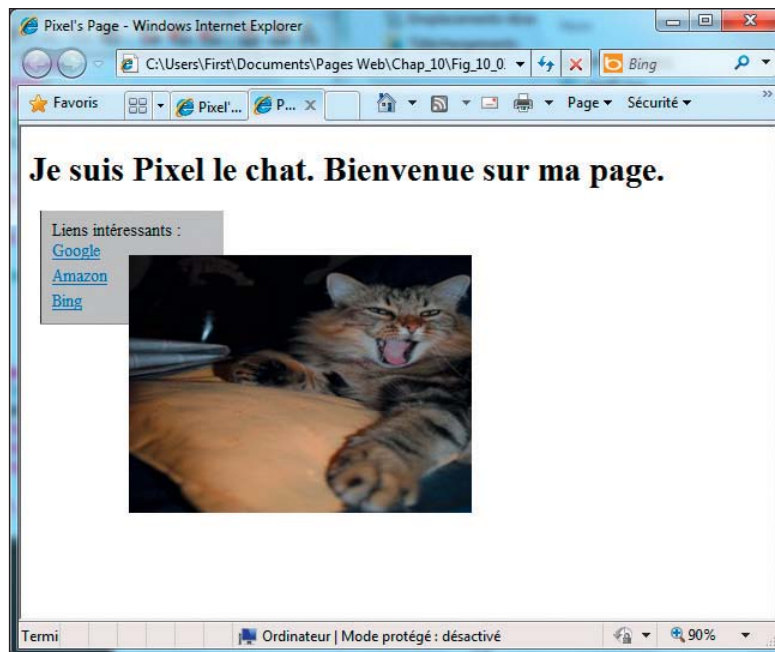 Pixel's Page - Windows Internet Explorer
C:\Users\First\Documents\Pages Web\Chap_10\Fig_10_0 Bing
Favoris Pixel'... P... Page Sécurité
Je suis Pixel le chat. Bienvenue sur ma page.
Liens intéressants :
Google
Amazon
Bing
Termi Ordinateur | Mode protégé : désactivé 90%